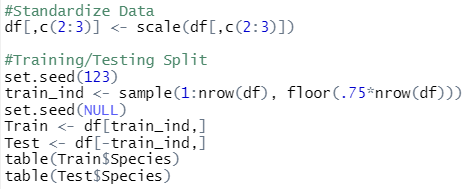 #Standardize Data
df[,c(2:3)] <- scale(df[,c(2:3)])
#Training/Testing Split
set.seed(123)
train_ind <- sample(1:nrow(df), floor(.75*nrow(df)))
set.seed(NULL)
Train <- df[train_ind,]
Test <- df[-train_ind,]
table(Train$Species)
table(Test$Species)